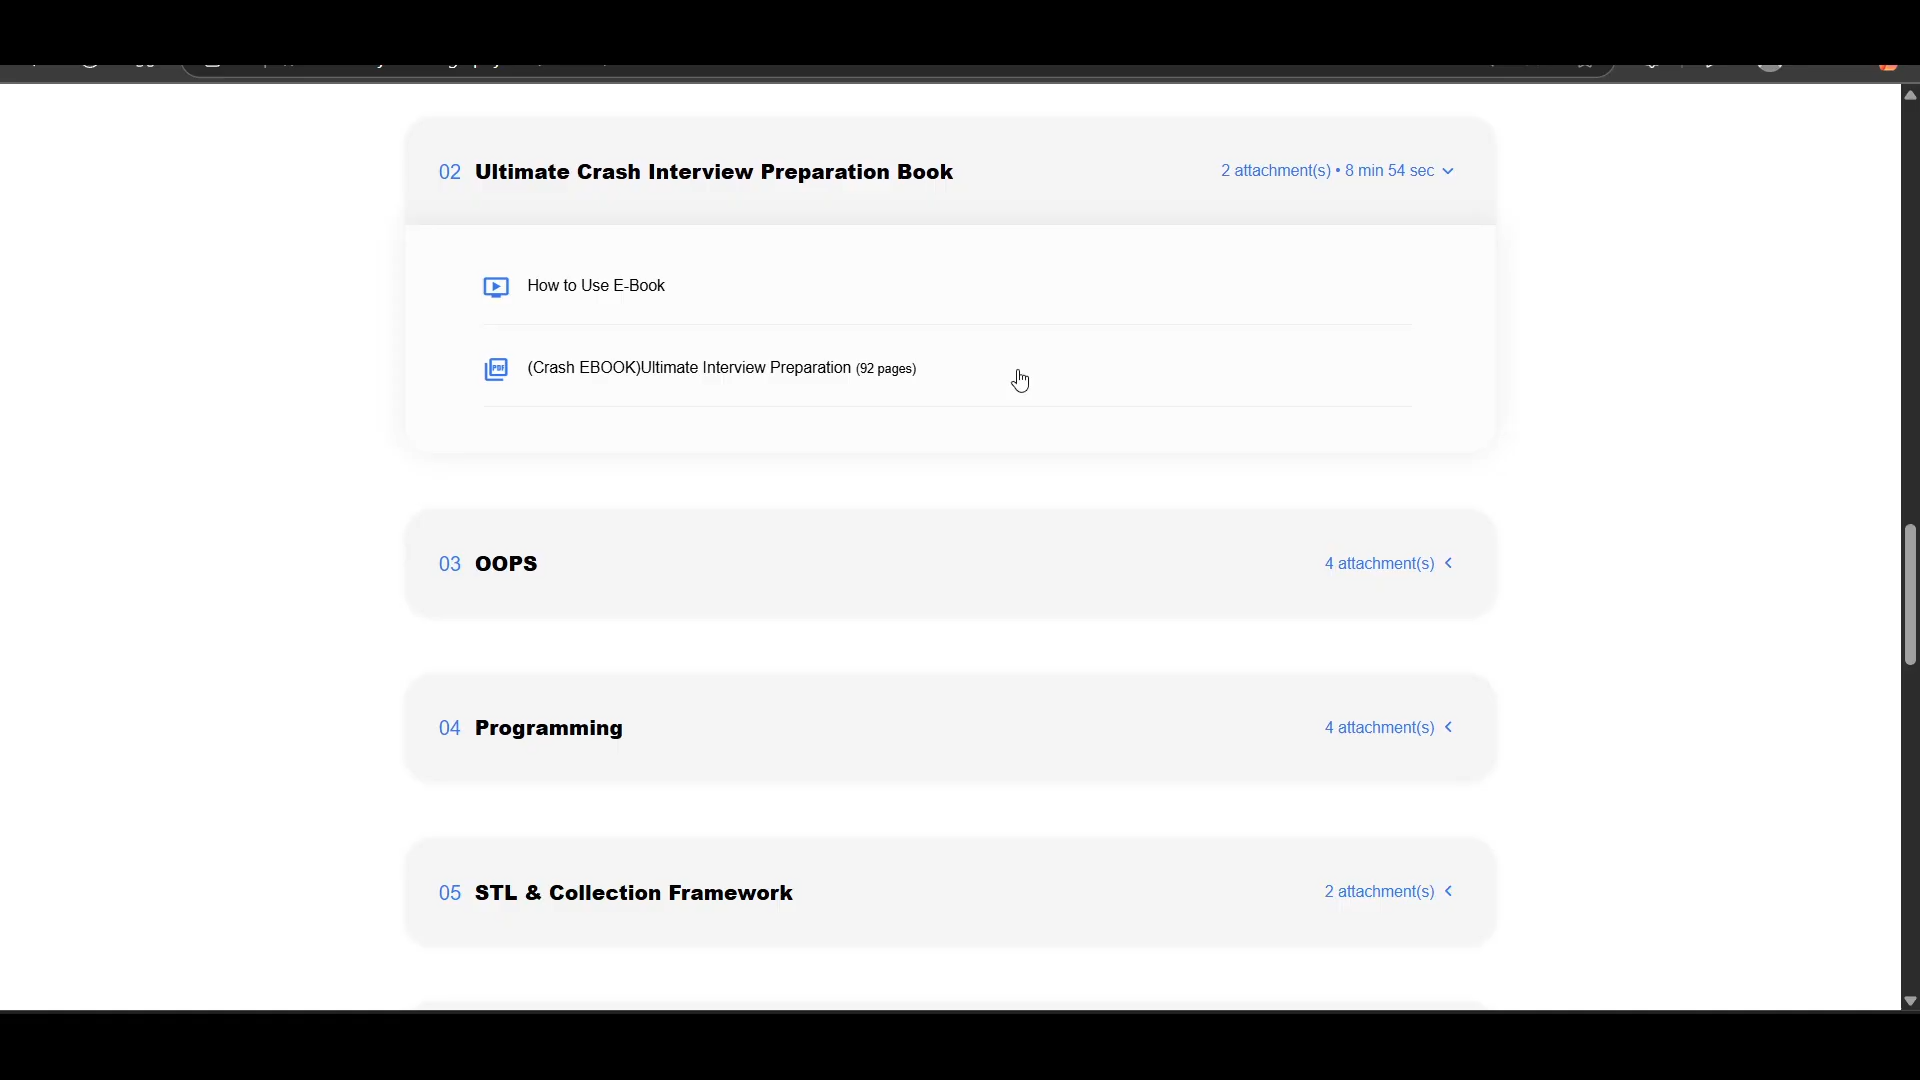 02 Ultimate Crash Interview Preparation Book 2 attachment(s) • 8 min 54 sec
How to Use E-Book
PDF (Crash EBOOK)Ultimate Interview Preparation (92 pages)
03 OOPS 4 attachment(s)
04 Programming 4 attachment(s)
05 STL & Collection Framework 2 attachment(s)